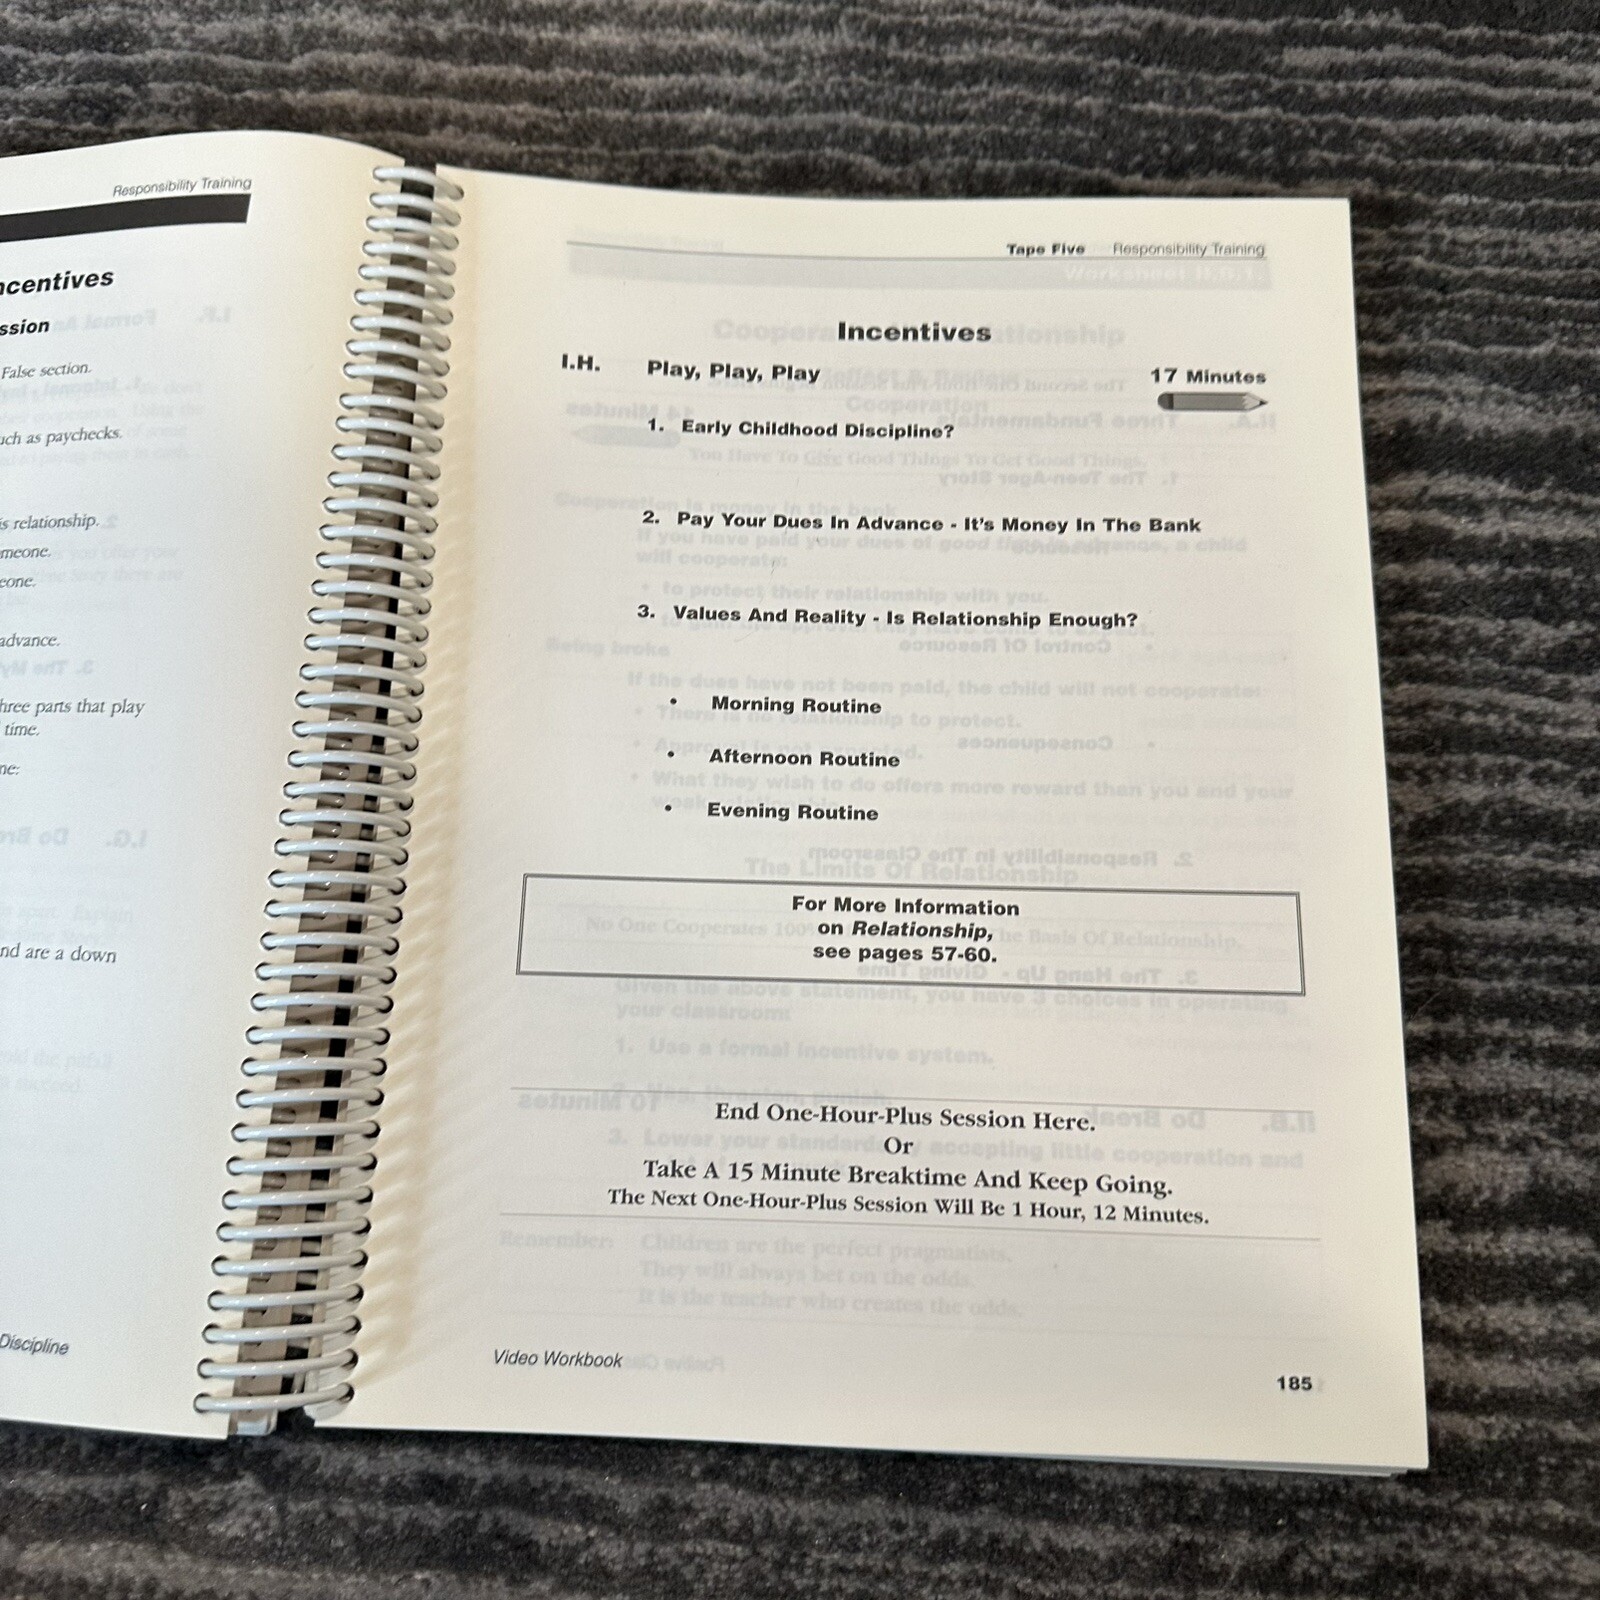 Responsibility Training
ncentives
ssion
False section.
uch as paychecks.
is relationship.
meone.
eone.
advance.
hree parts that play
time.
ne:
nd are a down
Discipline
Tape Five Responsibility Training
Incentives
I.H. Play, Play, Play 17 Minutes
1. Early Childhood Discipline?
2. Pay Your Dues In Advance - It's Money In The Bank
3. Values And Reality - Is Relationship Enough?
• Morning Routine
• Afternoon Routine
• Evening Routine
For More Information
on Relationship,
see pages 57-60.
End One-Hour-Plus Session Here.
Or
Take A 15 Minute Breaktime And Keep Going.
The Next One-Hour-Plus Session Will Be 1 Hour, 12 Minutes.
Video Workbook
185